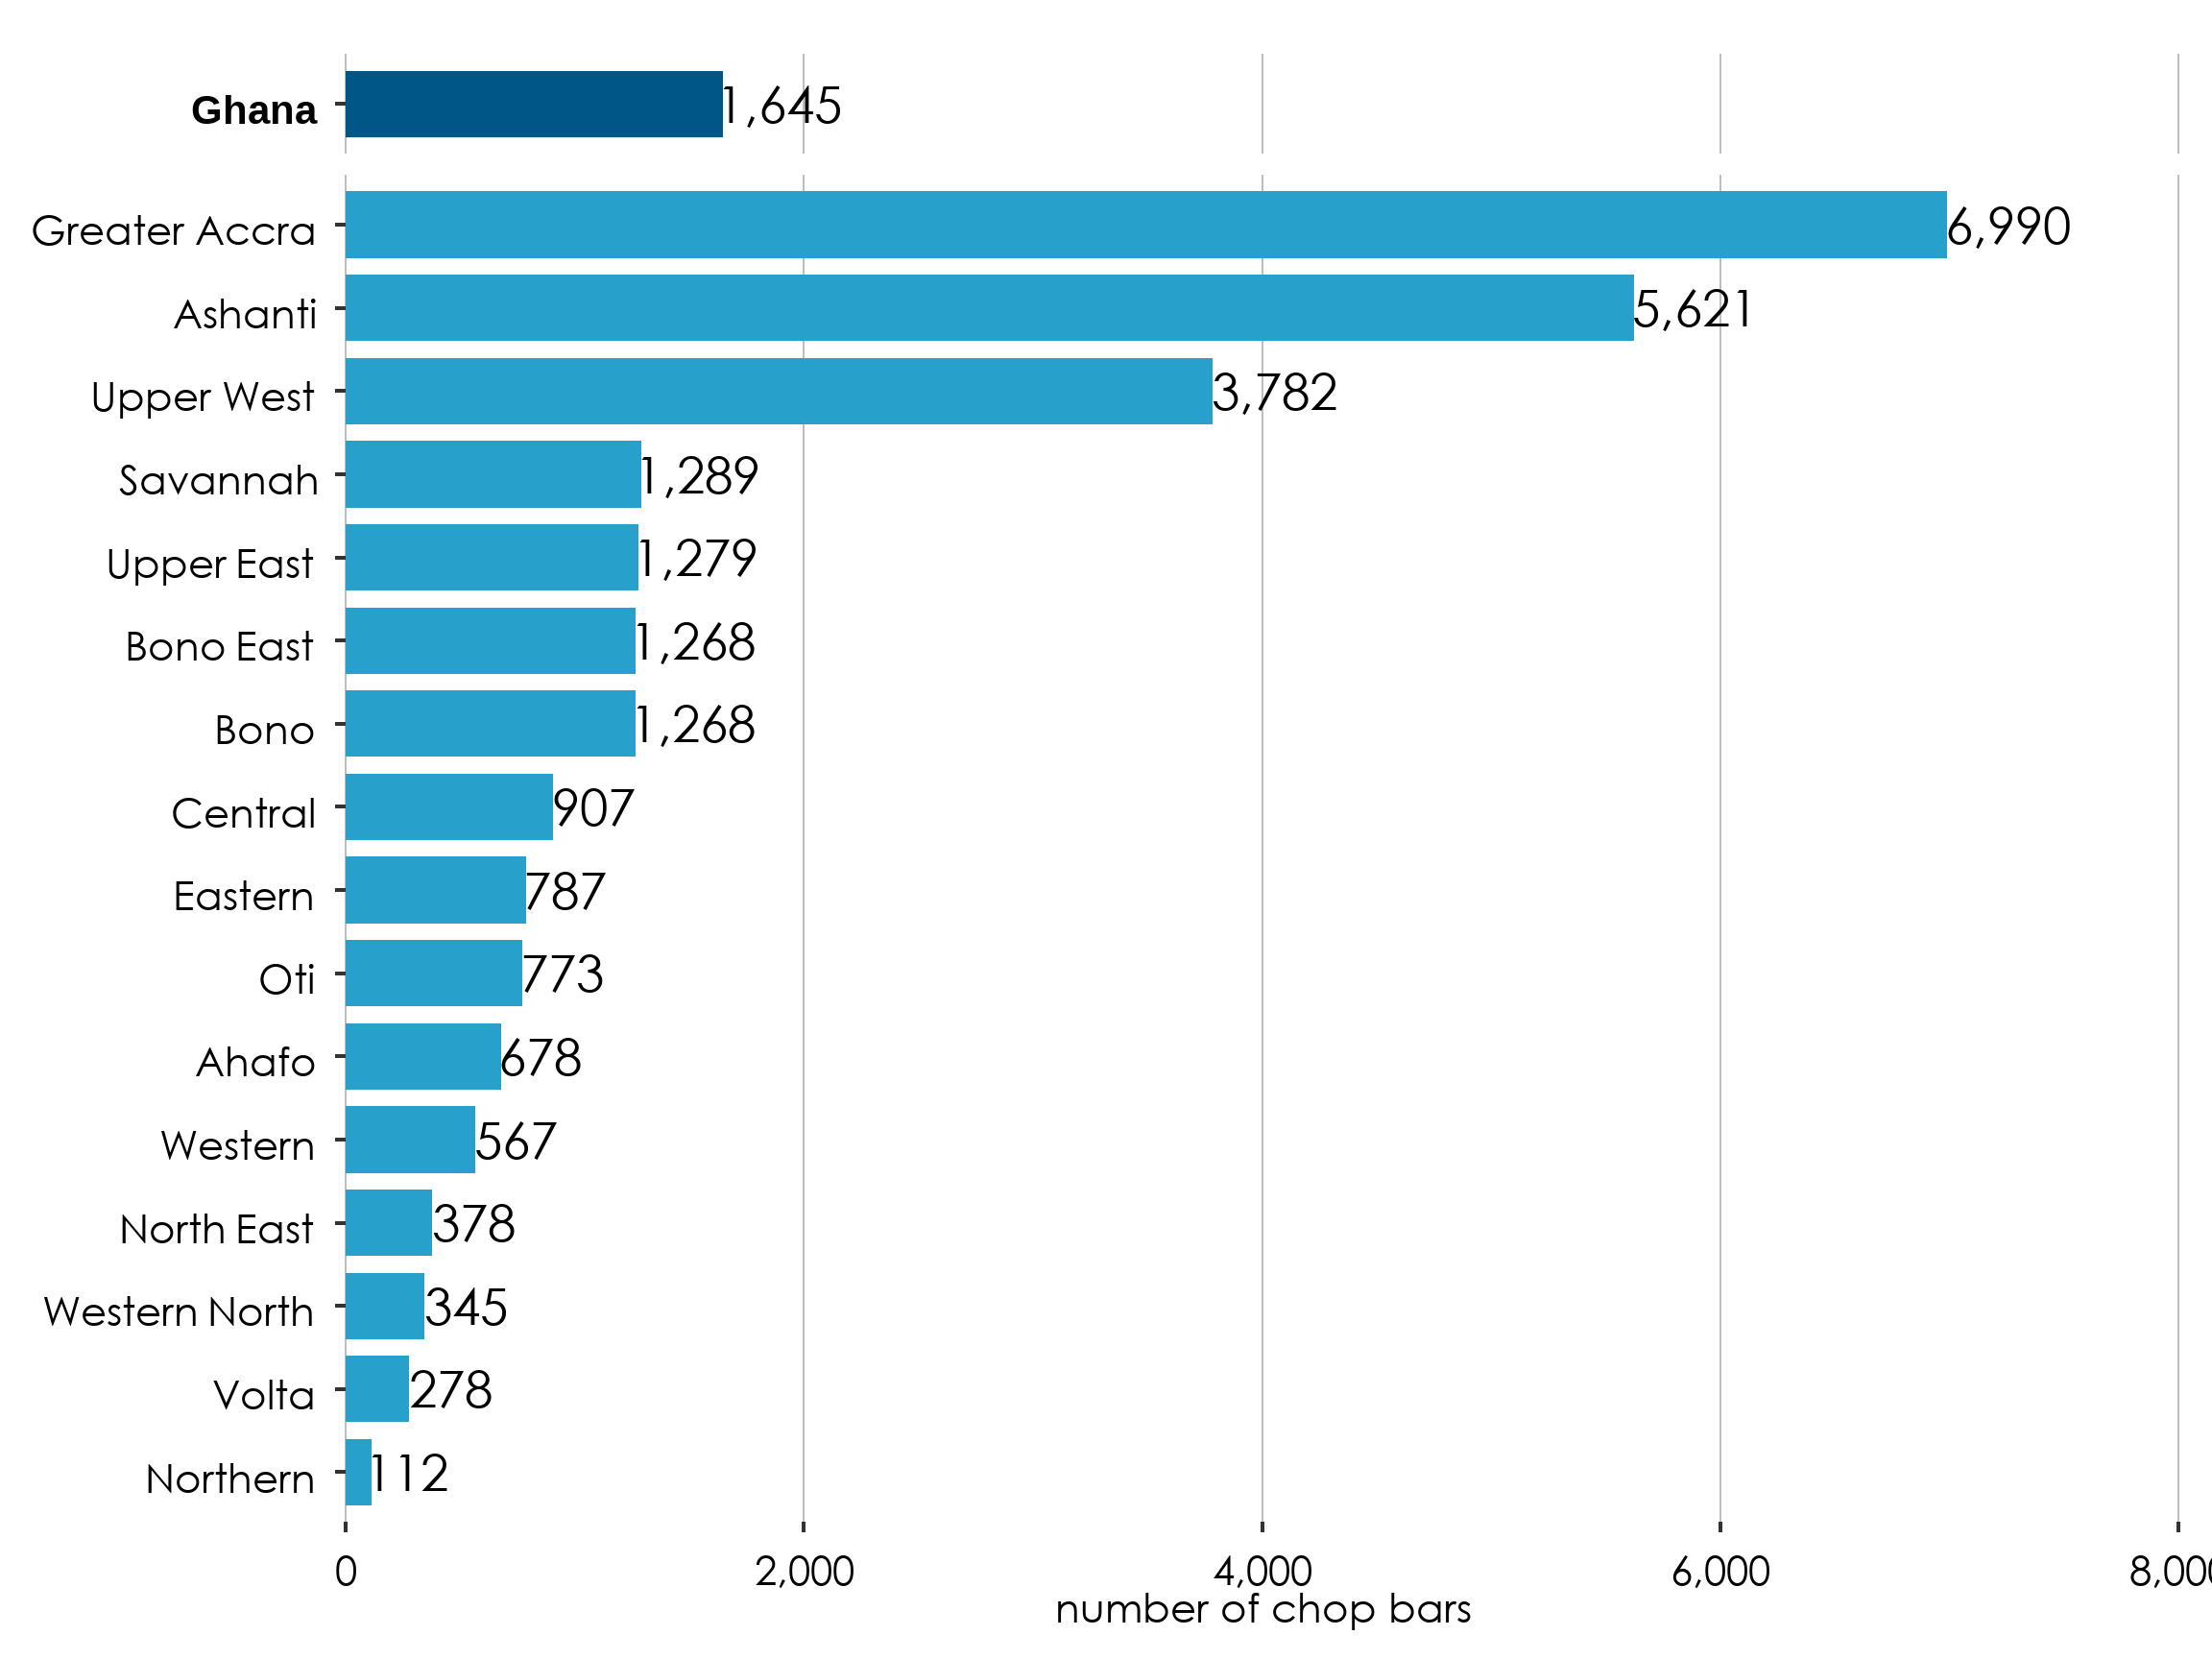 Ghana 1,645
Greater Accra 6,990
Ashanti 5,621
Upper West 3,782
Savannah 1,289
Upper East 1,279
Bono East 1,268
Bono 1,268
Central 907
Eastern 787
Oti 773
Ahafo 678
Western 567
North East 378
Western North 345
Volta 278
Northern 112
0 2,000 4,000 6,000 8,000
number of chop bars